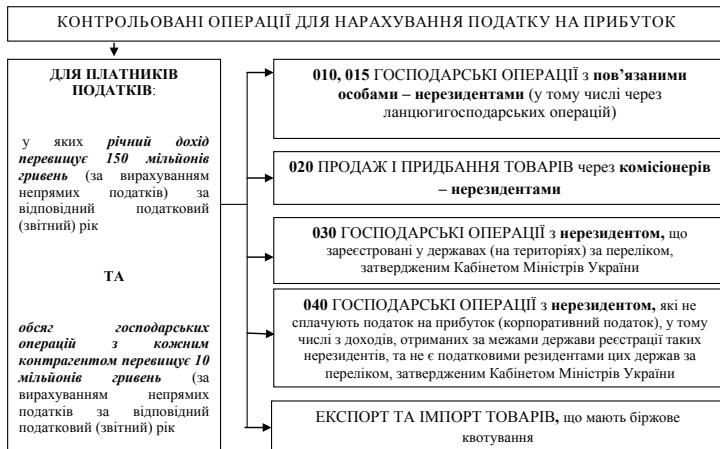 КОНТРОЛЬОВАНІ ОПЕРАЦІЇ ДЛЯ НАРАХУВАННЯ ПОДАТКУ НА ПРИБУТОК
ДЛЯ ПЛАТНИКІВ
ПОДАТКІВ:
у яких річний дохід
перевищує 150 мільйонів
гривень (за вирахуванням
непрямих податків) за
відповідний податковий
(звітний) рік
ТА
обсяг господарських
операцій з кожним
контрагентом перевищує 10
мільйонів гривень (за
вирахуванням непрямих
податків за відповідний
податковий (звітний) рік
010, 015 ГОСПОДАРСЬКІ ОПЕРАЦІЇ з пов’язаними
особами – нерезидентами (у тому числі через
ланцюгигосподарських операцій)
020 ПРОДАЖ І ПРИДБАННЯ ТОВАРІВ через комісіонерів
– нерезидентами
030 ГОСПОДАРСЬКІ ОПЕРАЦІЇ з нерезидентом, що
зареєстровані у державах (на територіях) за переліком,
затвердженим Кабінетом Міністрів України
040 ГОСПОДАРСЬКІ ОПЕРАЦІЇ з нерезидентом, які не
сплачують податок на прибуток (корпоративний податок), у тому
числі з доходів, отриманих за межами держави реєстрації таких
нерезидентів, та не є податковими резидентами цих держав за
переліком, затвердженим Кабінетом Міністрів України
ЕКСПОРТ ТА ІМПОРТ ТОВАРІВ, що мають біржове
квотування